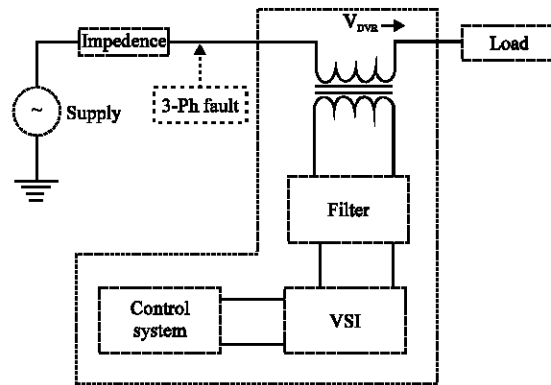 V_DVR
Impedence
Load
3-Ph fault
~
Supply
Filter
Control
system
VSI